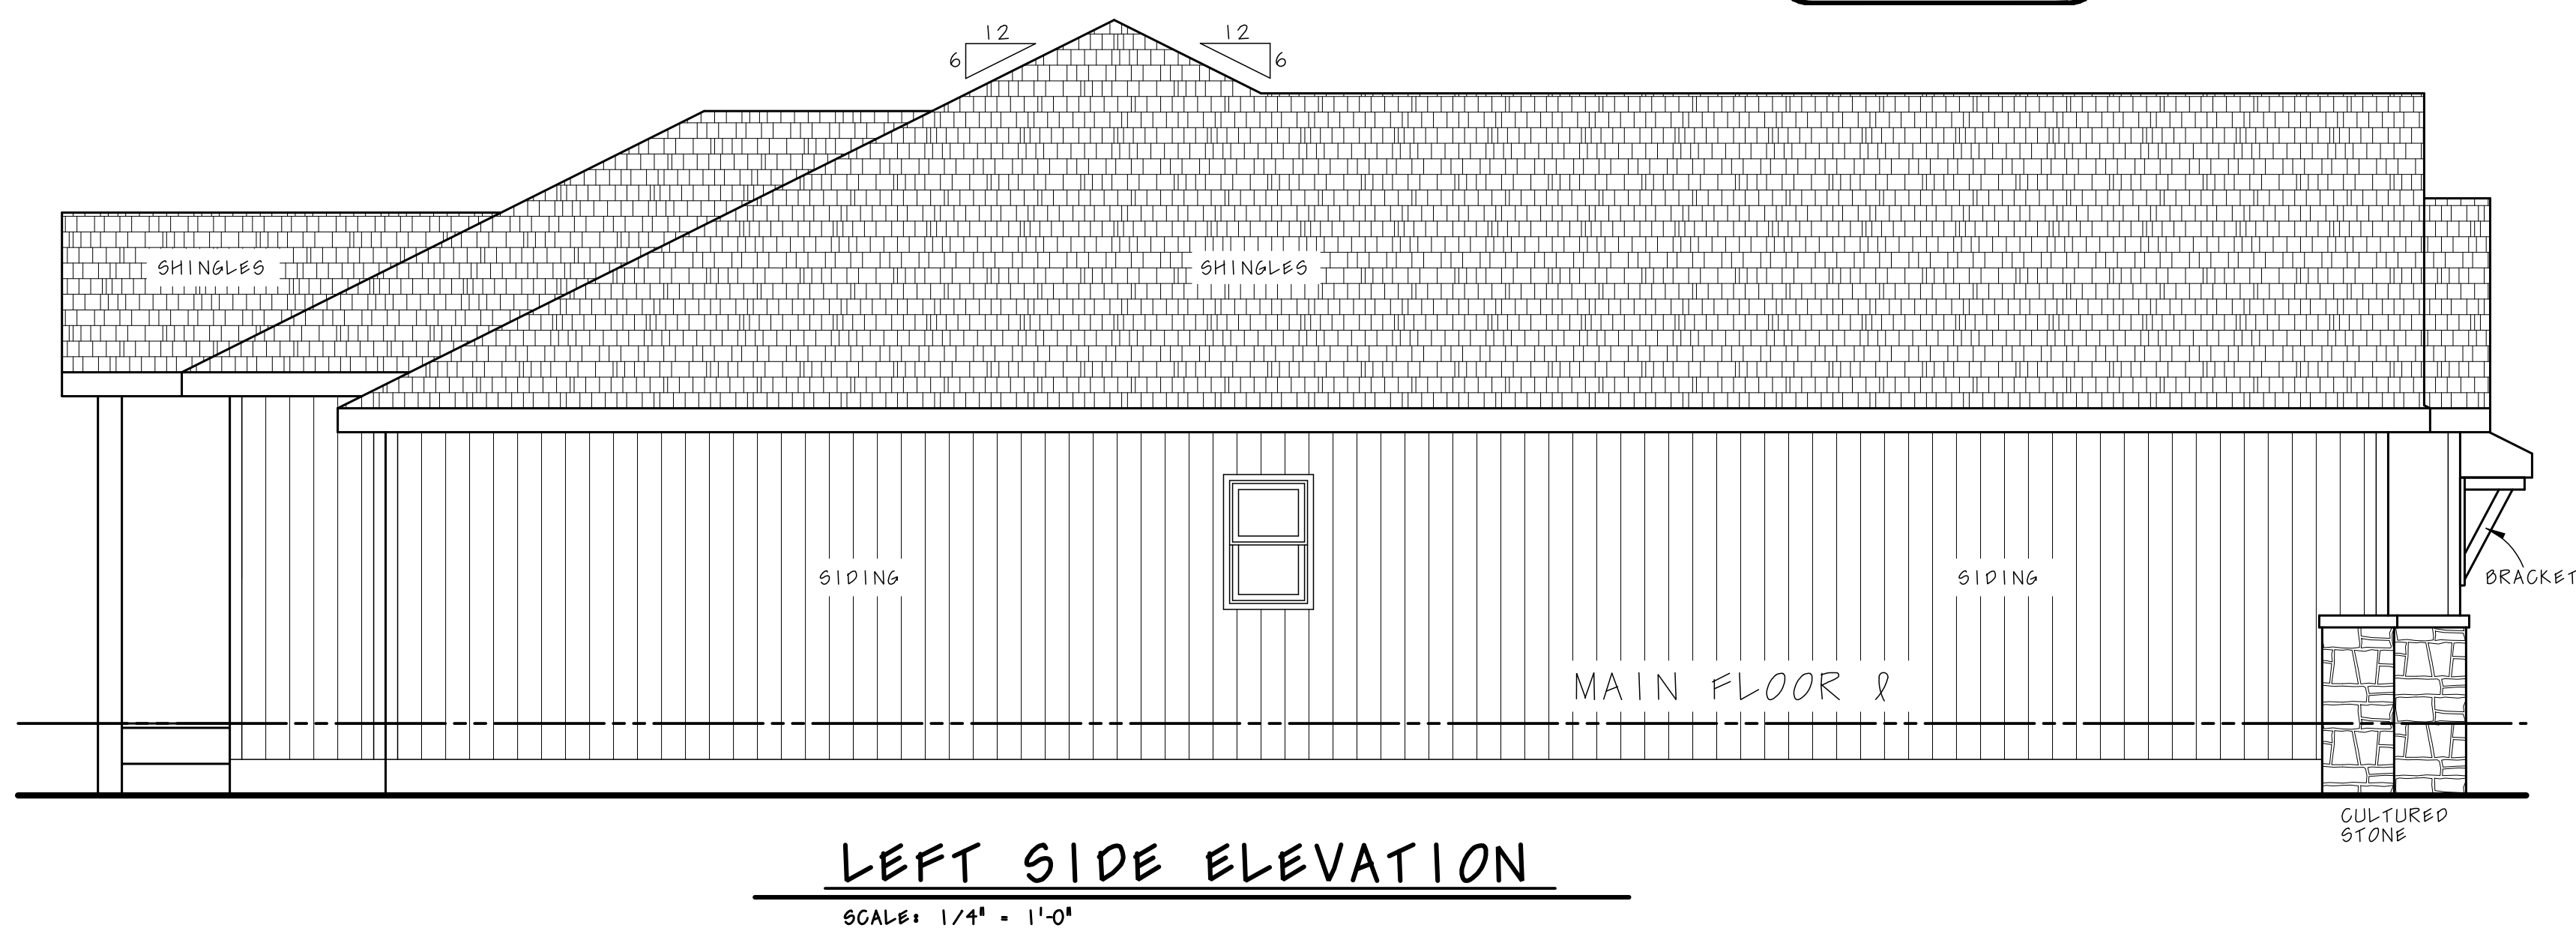 12 12
6 6
SHINGLES SHINGLES
SIDING SIDING BRACKET
MAIN FLOOR
CULTURED
STONE
LEFT SIDE ELEVATION
SCALE: 1/4" = 1'-0"